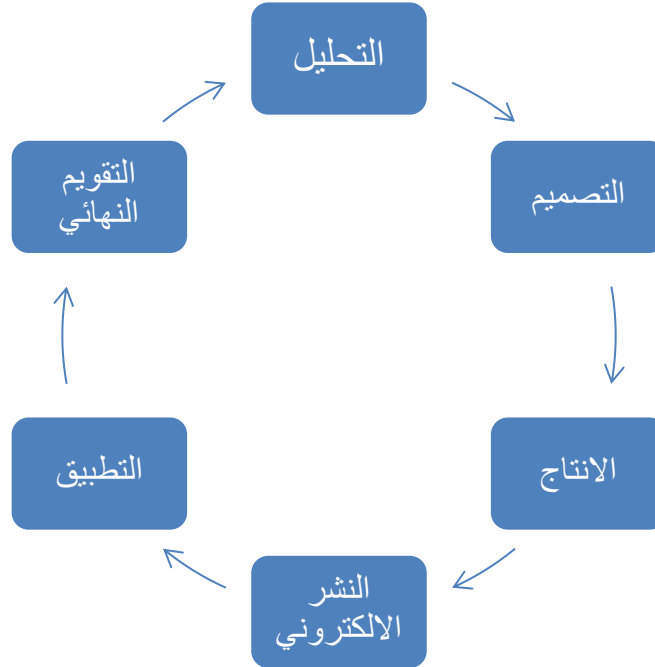 التحليل
التصميم
الانتاج
النشر
الالكتروني
التطبيق
التقويم
النهائي